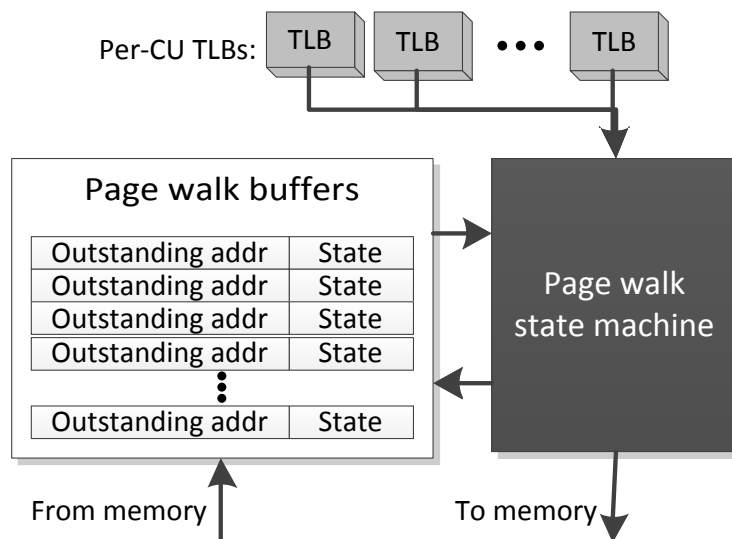 Per-CU TLBs:
TLB
TLB
TLB
Page walk buffers
Outstanding addr State
Outstanding addr State
Outstanding addr State
Outstanding addr State
Outstanding addr State
Page walk
state machine
From memory
To memory